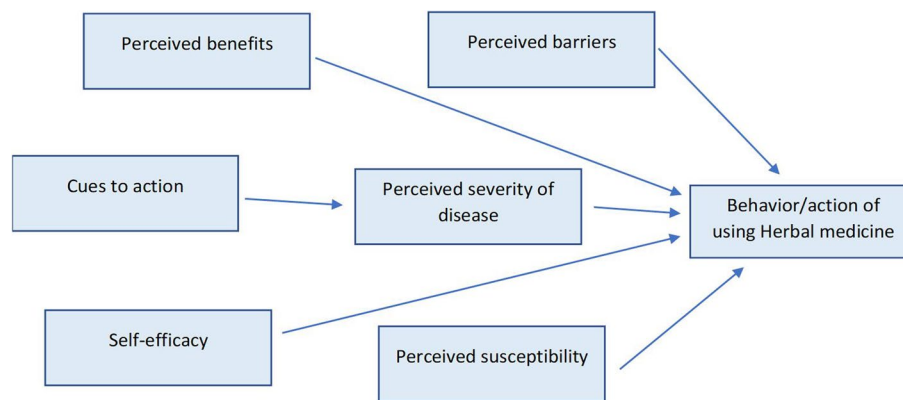 Perceived benefits
Perceived barriers
Cues to action
Perceived severity of
disease
Behavior/action of
using Herbal medicine
Self-efficacy
Perceived susceptibility